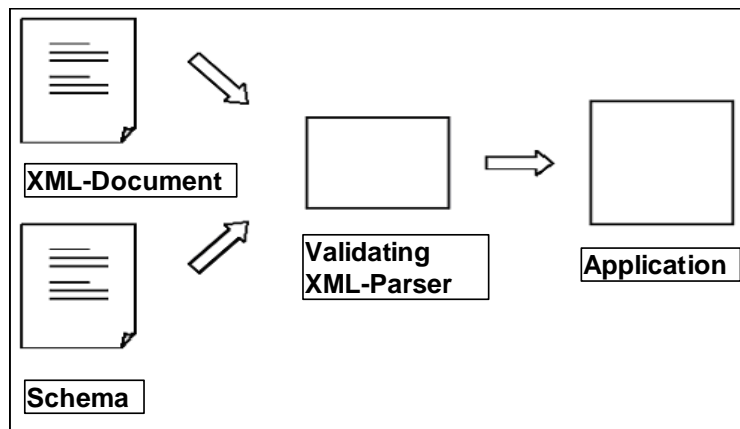 XML-Document
Validating
XML-Parser
Application
Schema